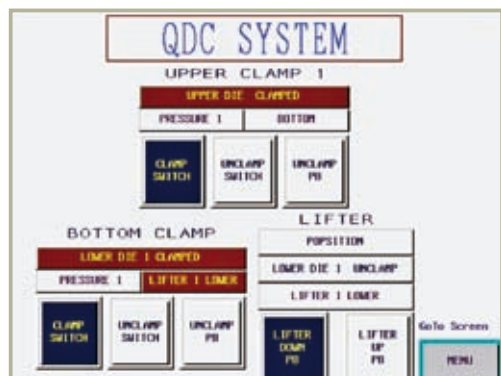 QDC SYSTEM
UPPER CLAMP 1
UPPER DIE CLAMPED
PRESSURE 1 BOTTOM
CLAMP SWITCH
UNCLAMP SWITCH
UNCLAMP PB
BOTTOM CLAMP
LOWER DIE 1 CLAMPED
PRESSURE 1 LIFTER 1 LOWER
CLAMP SWITCH
UNCLAMP SWITCH
UNCLAMP PB
LIFTER
POPSITION
LOWER DIE 1 UNCLAMP
LIFTER 1 LOWER
LIFTER DOWN PB
LIFTER UP PB
GoTo Screen
MENU